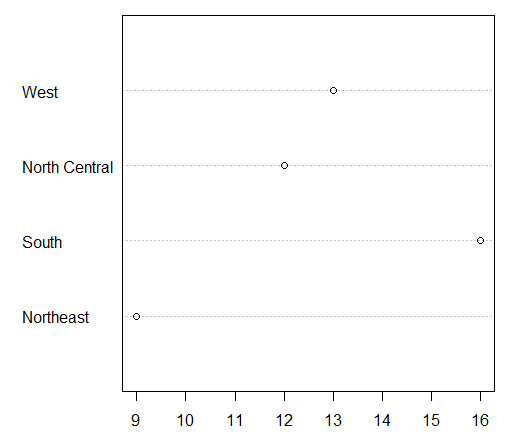 West
North Central
South
Northeast
9 10 11 12 13 14 15 16